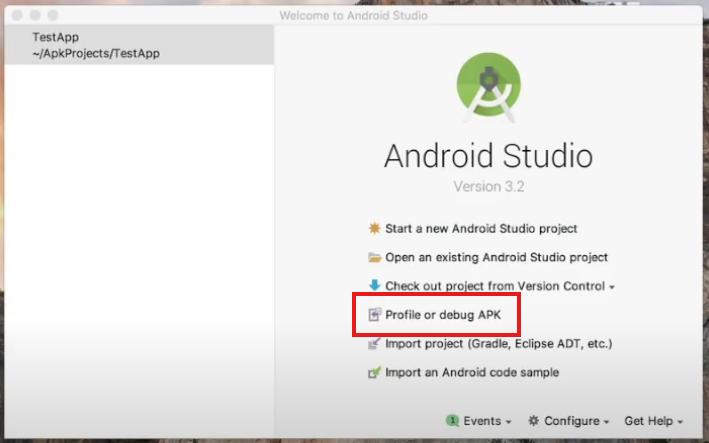 Welcome to Android Studio
TestApp
~/ApkProjects/TestApp
Android Studio
Version 3.2
Start a new Android Studio project
Open an existing Android Studio project
Check out project from Version Control
Profile or debug APK
Import project (Gradle, Eclipse ADT, etc.)
Import an Android code sample
1 Events Configure Get Help